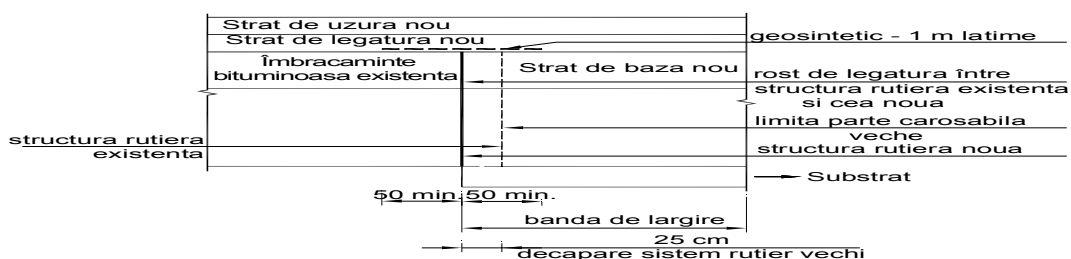 Strat de uzura nou
Strat de legatura nou
geosintetic - 1 m latime
Îmbracaminte
bituminoasa existenta
Strat de baza nou
rost de legatura între
structura rutiera existenta
si cea noua
limita parte carosabila
veche
structura rutiera
existenta
structura rutiera noua
Substrat
50 min.
50 min.
banda de largire
25 cm
decapare sistem rutier vechi